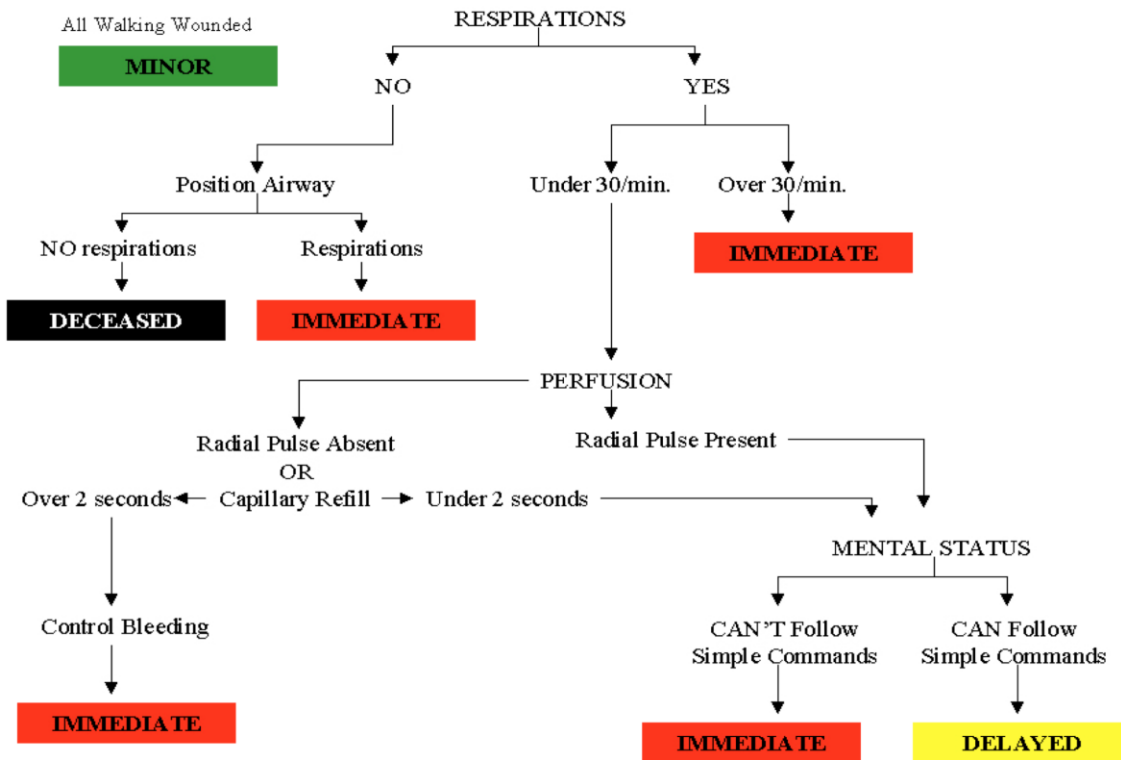 All Walking Wounded
MINOR
RESPIRATIONS
NO
YES
Position Airway
Under 30/min.
Over 30/min.
NO respirations
Respirations
IMMEDIATE
DECEASED
IMMEDIATE
PERFUSION
Radial Pulse Absent
OR
Radial Pulse Present
Over 2 seconds
Capillary Refill
Under 2 seconds
MENTAL STATUS
Control Bleeding
CAN'T Follow
Simple Commands
CAN Follow
Simple Commands
IMMEDIATE
IMMEDIATE
DELAYED